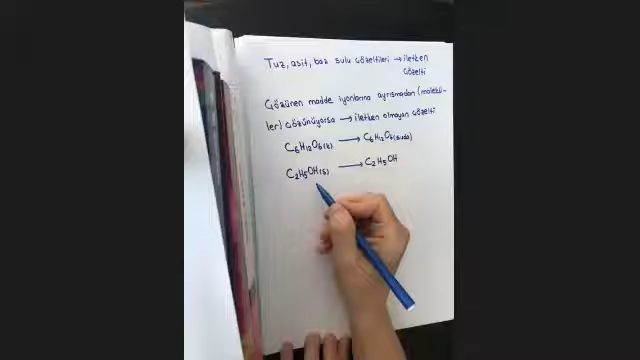 Tuz, asit, baz sulu çözeltileri → iletken
çözelti
Çözünen madde iyonlarına ayrışmadan (molekü-
ler) çözünüyorsa → iletken olmayan çözelti
C₆H₁₂O₆(k) → C₆H₁₂O₆(suda)
C₂H₅OH(s) → C₂H₅OH